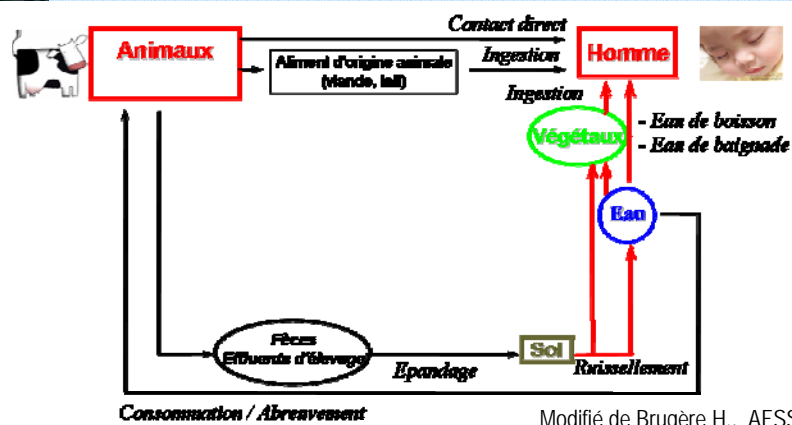 Contact direct
Animaux
Aliment d'origine animale
(viande, lait)
Ingestion
Homme
Ingestion
Végétaux
- Eau de boisson
- Eau de baignade
Eau
Fèces
Effluents d'élevage
Epandage
Sol
Ruissellement
Consommation / Abreuvement
Modifié de Brugère H., AFSS